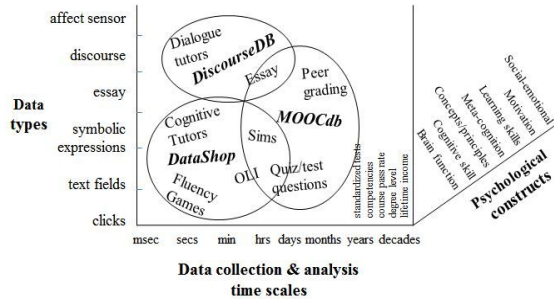 affect sensor
discourse
essay
symbolic
expressions
text fields
clicks
Data
types
Dialogue
tutors
DiscourseDB
Essay
Peer
grading
MOOCdb
Cognitive
Tutors
Sims
DataShop
OLI
Quiz/test
questions
Fluency
Games
standardized tests
competencies
course pass rate
degree level
lifetime income
msec secs min hrs days months years decades
Data collection & analysis
time scales
Brain function
Cognitive skill
Concepts/principles
Meta-cognition
Learning skills
Motivation
Social-emotional
Psychological
constructs